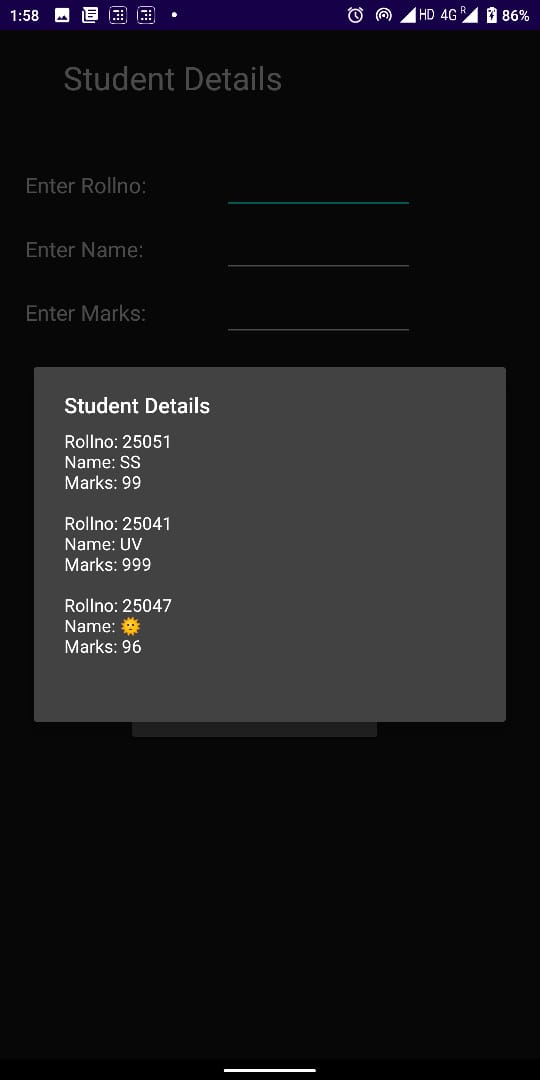 1:58 HD 4G R 86%
Student Details
Enter Rollno:
Enter Name:
Enter Marks:
Student Details
Rollno: 25051
Name: SS
Marks: 99
Rollno: 25041
Name: UV
Marks: 999
Rollno: 25047
Name: 🌞
Marks: 96